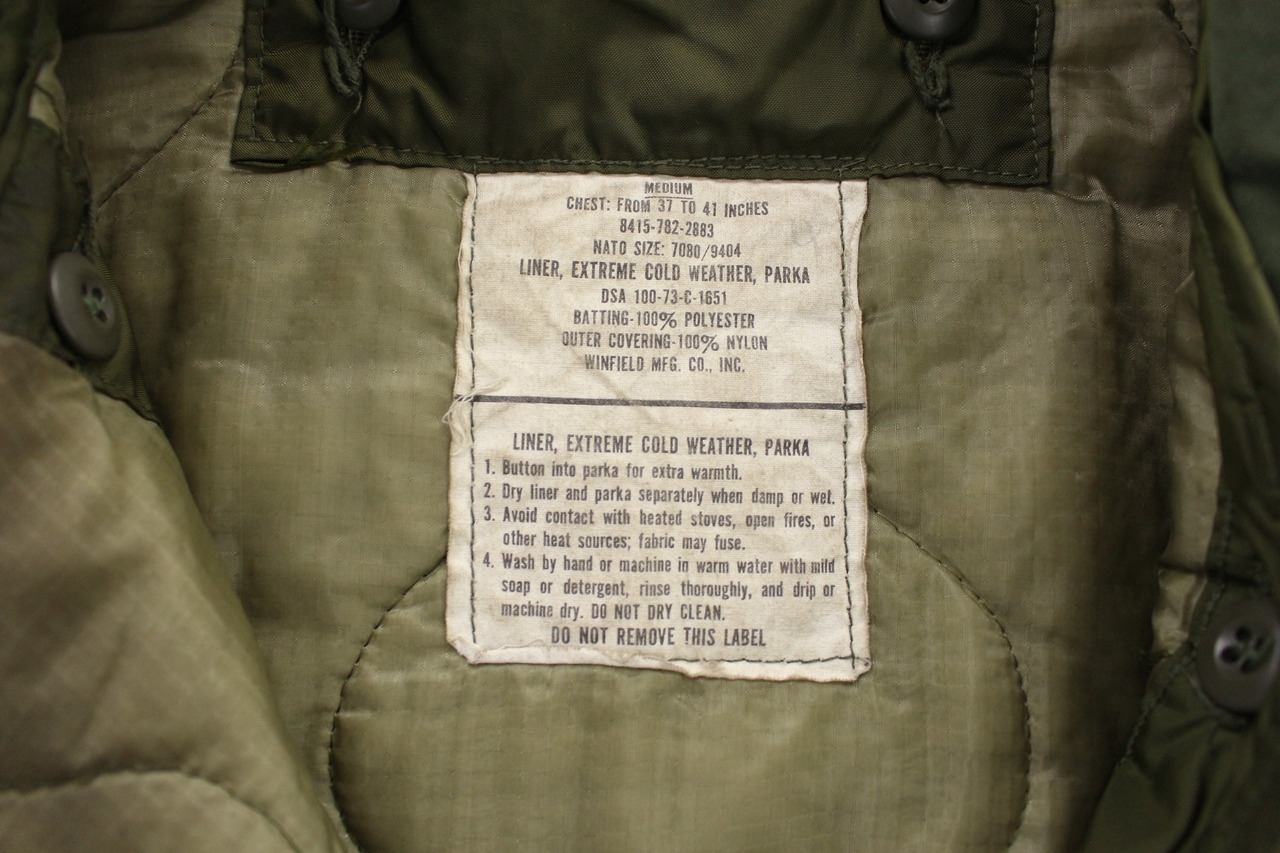 MEDIUM
CHEST: FROM 37 TO 41 INCHES
8415-782-2883
NATO SIZE: 7080/9404
LINER, EXTREME COLD WEATHER, PARKA
DSA 100-73-C-1651
BATTING-100% POLYESTER
OUTER COVERING-100% NYLON
WINFIELD MFG. CO., INC.
LINER, EXTREME COLD WEATHER, PARKA
1. Button into parka for extra warmth.
2. Dry liner and parka separately when damp or wet.
3. Avoid contact with heated stoves, open fires, or
other heat sources; fabric may fuse.
4. Wash by hand or machine in warm water with mild
soap or detergent, rinse thoroughly, and drip or
machine dry. DO NOT DRY CLEAN.
DO NOT REMOVE THIS LABEL